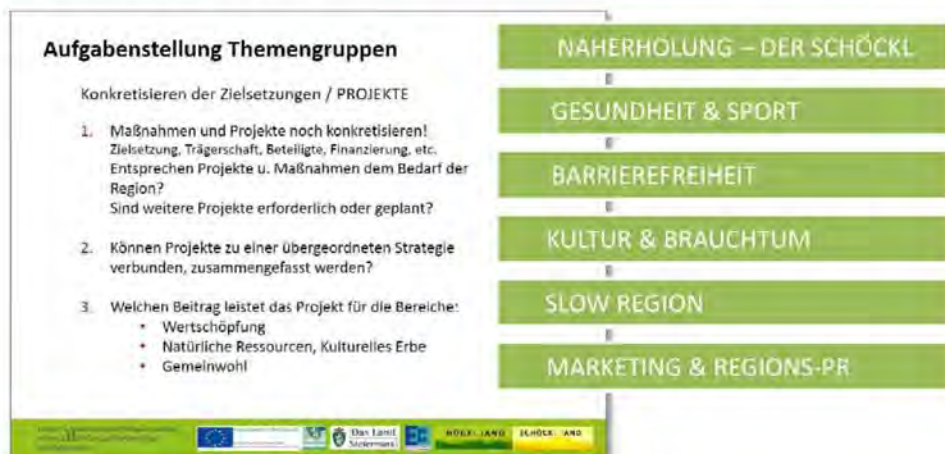 Aufgabenstellung Themengruppen
Konkretisieren der Zielsetzungen / PROJEKTE
1. Maßnahmen und Projekte noch konkretisieren!
Zielsetzung, Trägerschaft, Beteiligte, Finanzierung, etc.
Entsprechen Projekte u. Maßnahmen dem Bedarf der
Region?
Sind weitere Projekte erforderlich oder geplant?
2. Können Projekte zu einer übergeordneten Strategie
verbunden, zusammengefasst werden?
3. Welchen Beitrag leistet das Projekt für die Bereiche:
• Wertschöpfung
• Natürliche Ressourcen, Kulturelles Erbe
• Gemeinwohl
NAHERHOLUNG – DER SCHÖCKL
GESUNDHEIT & SPORT
BARRIEREFREIHEIT
KULTUR & BRAUCHTUM
SLOW REGION
MARKETING & REGIONS-PR
Das Land
Steiermark
HÜGELLAND SCHÖCKLLAND